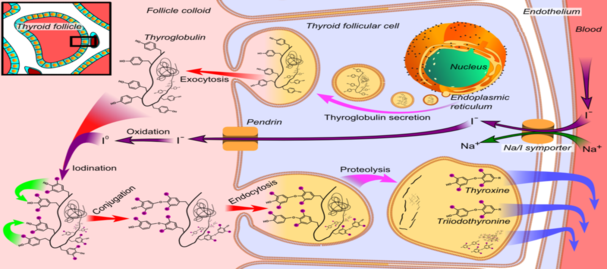 Thyroid follicle
Follicle colloid
Thyroglobulin
Thyroid follicular cell
Endothelium
Blood
Nucleus
Exocytosis
Endoplasmic
reticulum
Thyroglobulin secretion
Pendrin
I⁻
I⁻
Na⁺
Na/I symporter
Na⁺
I⁰
Oxidation
I⁻
Iodination
Conjugation
Endocytosis
Proteolysis
Thyroxine
Triiodothyronine